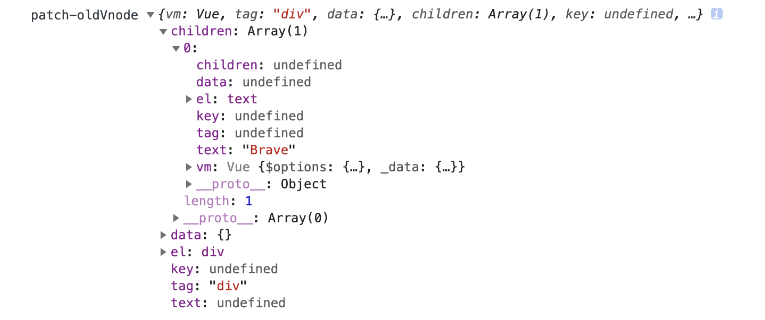 patch-oldVnode ▼{vm: Vue, tag: "div", data: {…}, children: Array(1), key: undefined, …} i
▼children: Array(1)
▼0:
children: undefined
data: undefined
▶el: text
key: undefined
tag: undefined
text: "Brave"
▶vm: Vue {$options: {…}, _data: {…}}
▶__proto__: Object
length: 1
▶__proto__: Array(0)
▶data: {}
▶el: div
key: undefined
tag: "div"
text: undefined